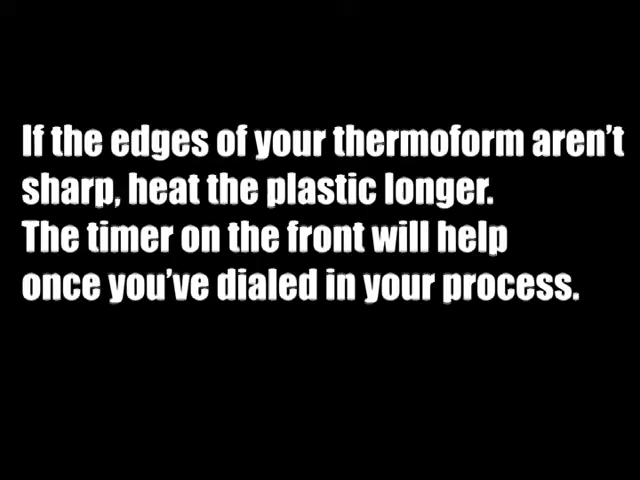 If the edges of your thermoform aren't
sharp, heat the plastic longer.
The timer on the front will help
once you've dialed in your process.